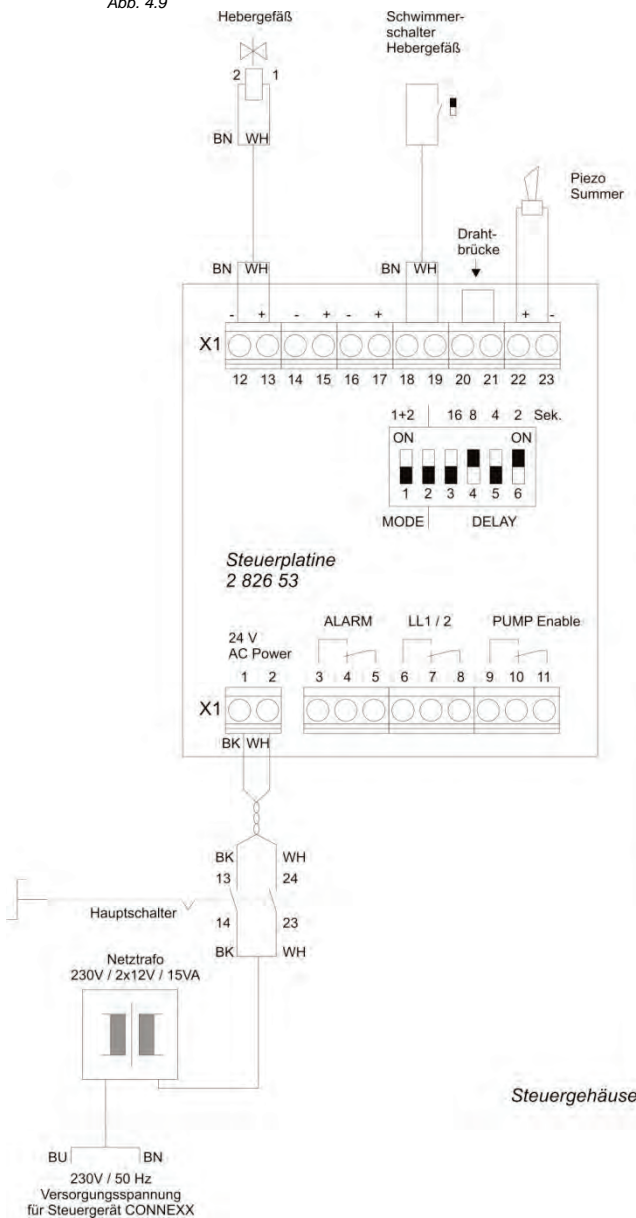 Abb. 4.9
Hebergefäß
Schwimmer-
schalter
Hebergefäß
2 1
BN WH
Piezo
Summer
Draht-
brücke
BN WH BN WH
- + - + - + + -
X1
12 13 14 15 16 17 18 19 20 21 22 23
1+2 16 8 4 2 Sek.
ON ON
1 2 3 4 5 6
MODE DELAY
Steuerplatine
2 826 53
24 V
AC Power
ALARM LL1 / 2 PUMP Enable
1 2 3 4 5 6 7 8 9 10 11
X1
BK WH
BK WH
13 24
Hauptschalter
14 23
BK WH
Netztrafo
230V / 2x12V / 15VA
Steuergehäuse
BU BN
230V / 50 Hz
Versorgungsspannung
für Steuergerät CONNEXX